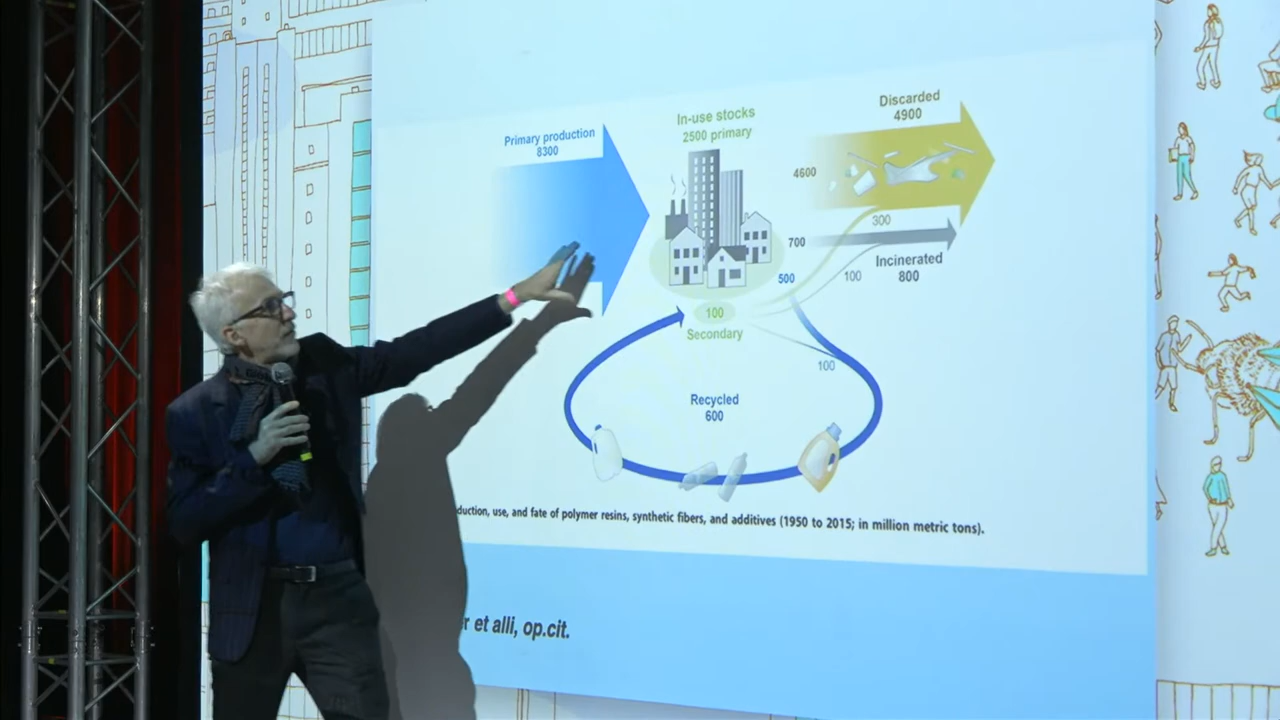 Primary production
8300
In-use stocks
2500 primary
Discarded
4900
4600
300
700
500
100
Incinerated
800
100
Secondary
100
Recycled
600
use, and fate of polymer resins, synthetic fibers, and additives (1950 to 2015; in million metric tons).
et alli, op.cit.